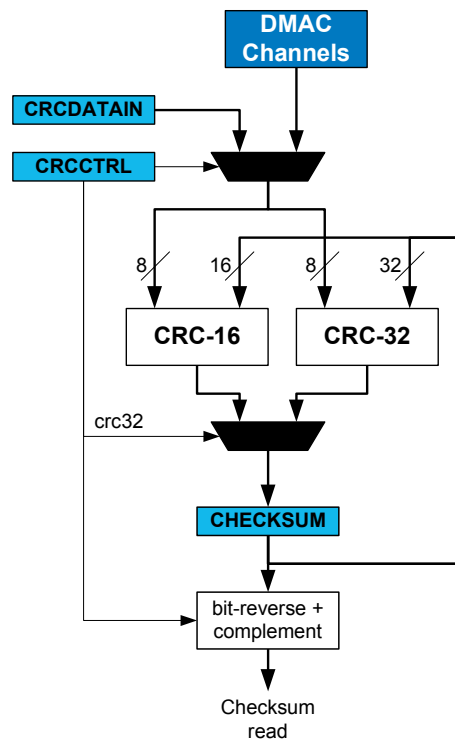 DMAC
Channels
CRCDATAIN
CRCCTRL
8
16
8
32
CRC-16
CRC-32
crc32
CHECKSUM
bit-reverse +
complement
Checksum
read